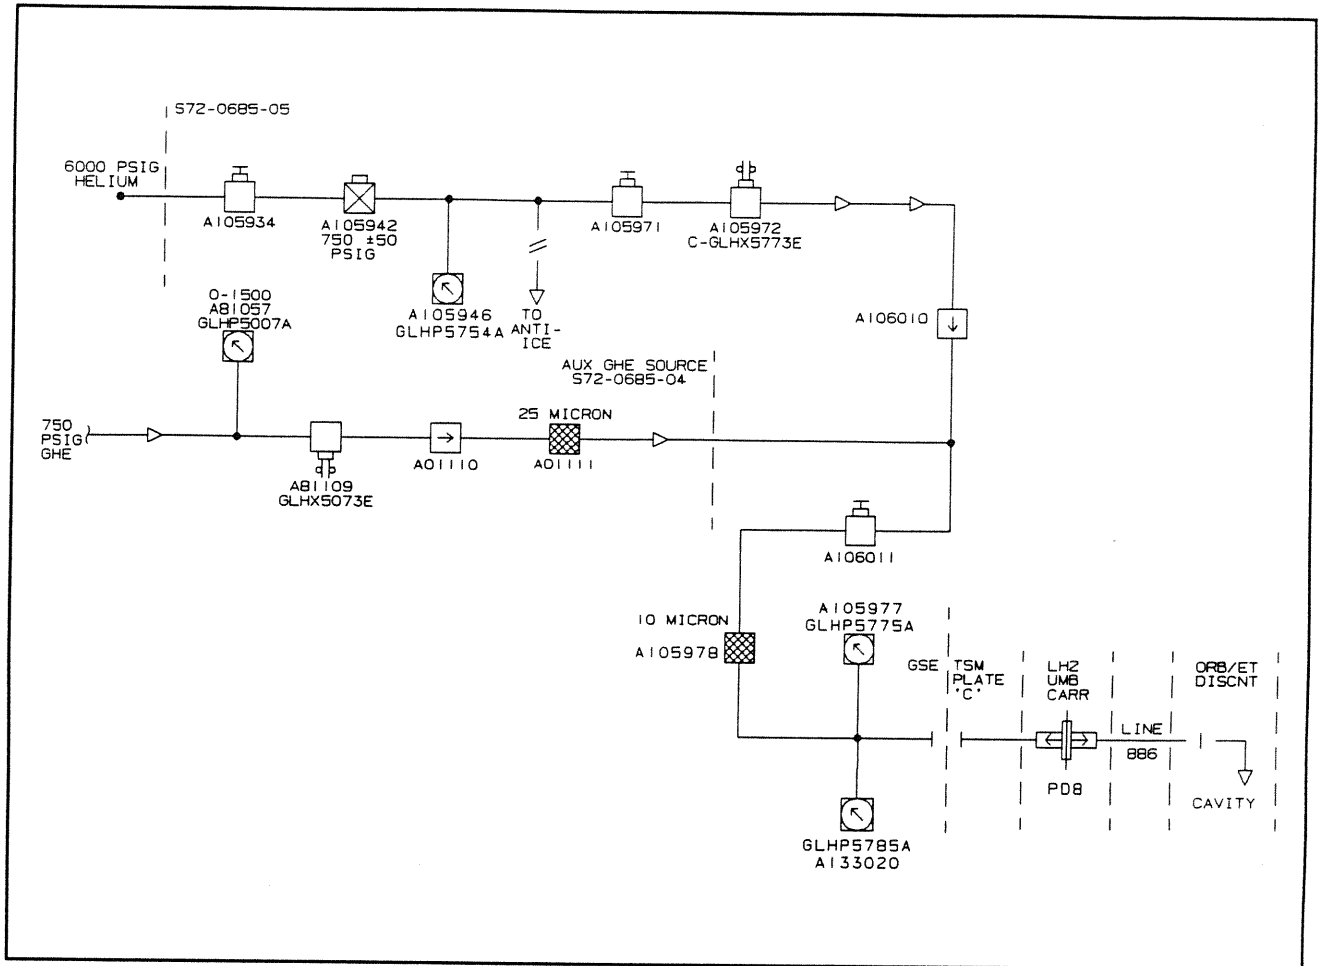 S72-0685-05
6000 PSIG
HELIUM
A105934
A105942
750 ±50
PSIG
A105971
A105972
C-GLHX5773E
0-1500
A81057
GLHP5007A
A105946
GLHP5754A
TO
ANTI-
ICE
A106010
AUX GHE SOURCE
S72-0685-04
750
PSIG
GHE
25 MICRON
A01110
A01111
A81109
GLHX5073E
A106011
10 MICRON
A105978
A105977
GLHP5775A
GSE
TSM
PLATE
'C'
LH2
UMB
CARR
ORB/ET
DISCNT
LINE
886
PD8
CAVITY
GLHP5785A
A133020